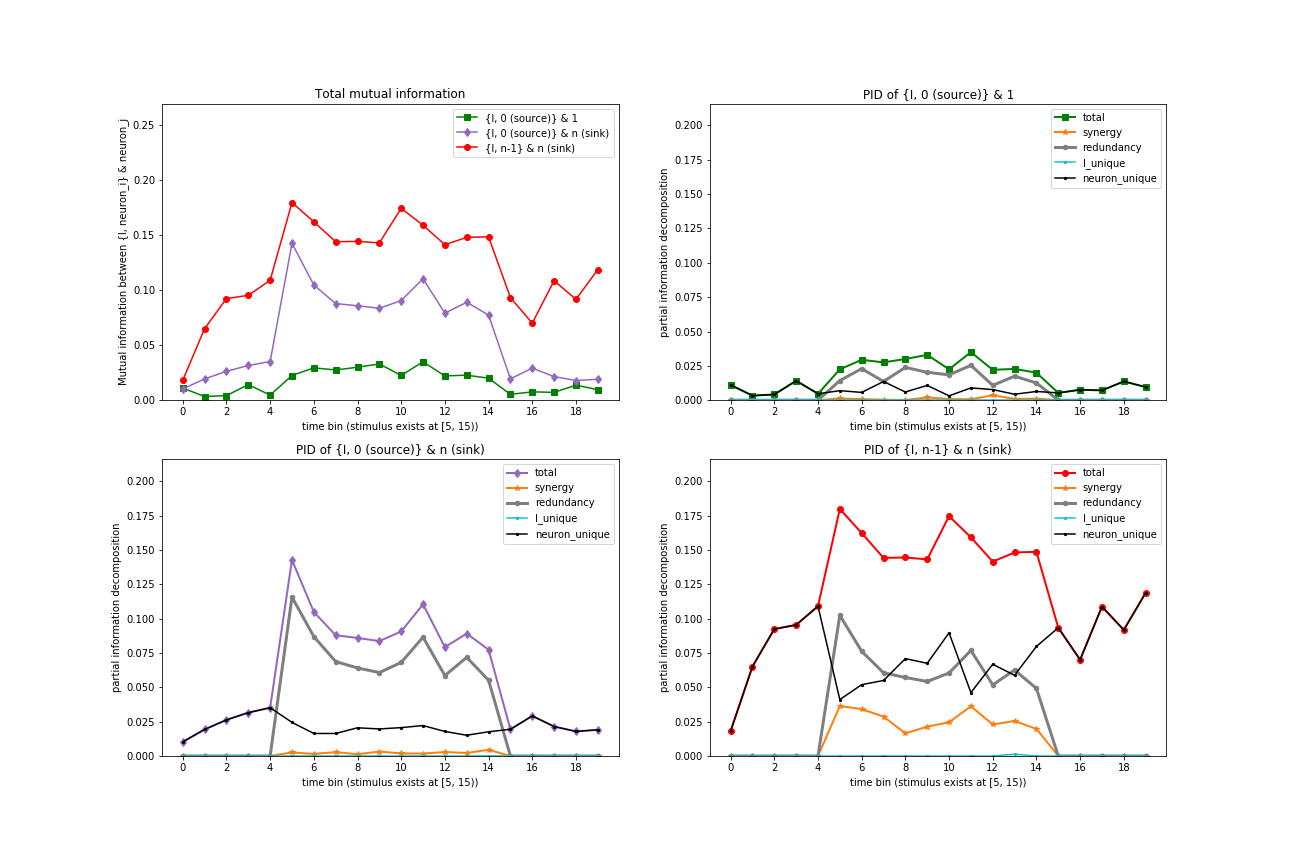 Total mutual information
Mutual information between {I, neuron_i} & neuron_j
0.25
0.20
0.15
0.10
0.05
0.00
{I, 0 (source)} & 1
{I, 0 (source)} & n (sink)
{I, n-1} & n (sink)
0 2 4 6 8 10 12 14 16 18
time bin (stimulus exists at [5, 15))
PID of {I, 0 (source)} & 1
partial information decomposition
0.200
0.175
0.150
0.125
0.100
0.075
0.050
0.025
0.000
total
synergy
redundancy
I_unique
neuron_unique
0 2 4 6 8 10 12 14 16 18
time bin (stimulus exists at [5, 15))
PID of {I, 0 (source)} & n (sink)
partial information decomposition
0.200
0.175
0.150
0.125
0.100
0.075
0.050
0.025
0.000
total
synergy
redundancy
I_unique
neuron_unique
0 2 4 6 8 10 12 14 16 18
time bin (stimulus exists at [5, 15))
PID of {I, n-1} & n (sink)
partial information decomposition
0.200
0.175
0.150
0.125
0.100
0.075
0.050
0.025
0.000
total
synergy
redundancy
I_unique
neuron_unique
0 2 4 6 8 10 12 14 16 18
time bin (stimulus exists at [5, 15))